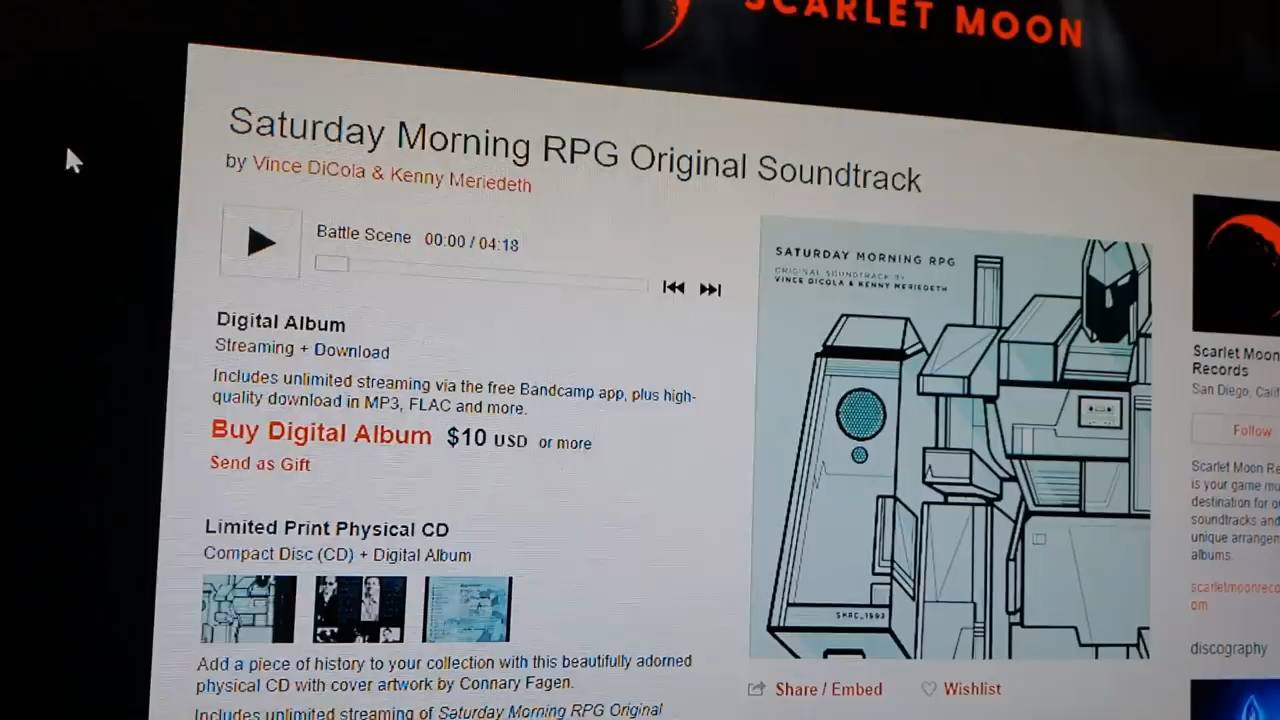 SCARLET MOON
Saturday Morning RPG Original Soundtrack
by Vince DiCola & Kenny Meriedeth
Battle Scene 00:00 / 04:18
Digital Album
Streaming + Download
Includes unlimited streaming via the free Bandcamp app, plus high-
quality download in MP3, FLAC and more.
Buy Digital Album $10 USD or more
Send as Gift
Limited Print Physical CD
Compact Disc (CD) + Digital Album
Add a piece of history to your collection with this beautifully adorned
physical CD with cover artwork by Connary Fagen.
Includes unlimited streaming of Saturday Morning RPG Original
SATURDAY MORNING RPG
ORIGINAL SOUNDTRACK BY
VINCE DICOLA & KENNY MERIEDETH
SMRC_1993
Share / Embed
Wishlist
Scarlet Moon
Records
San Diego, Cali
Follow
Scarlet Moon Re
is your game mu
destination for o
soundtracks and
unique arrangem
albums.
scarletmoonreco
om
discography